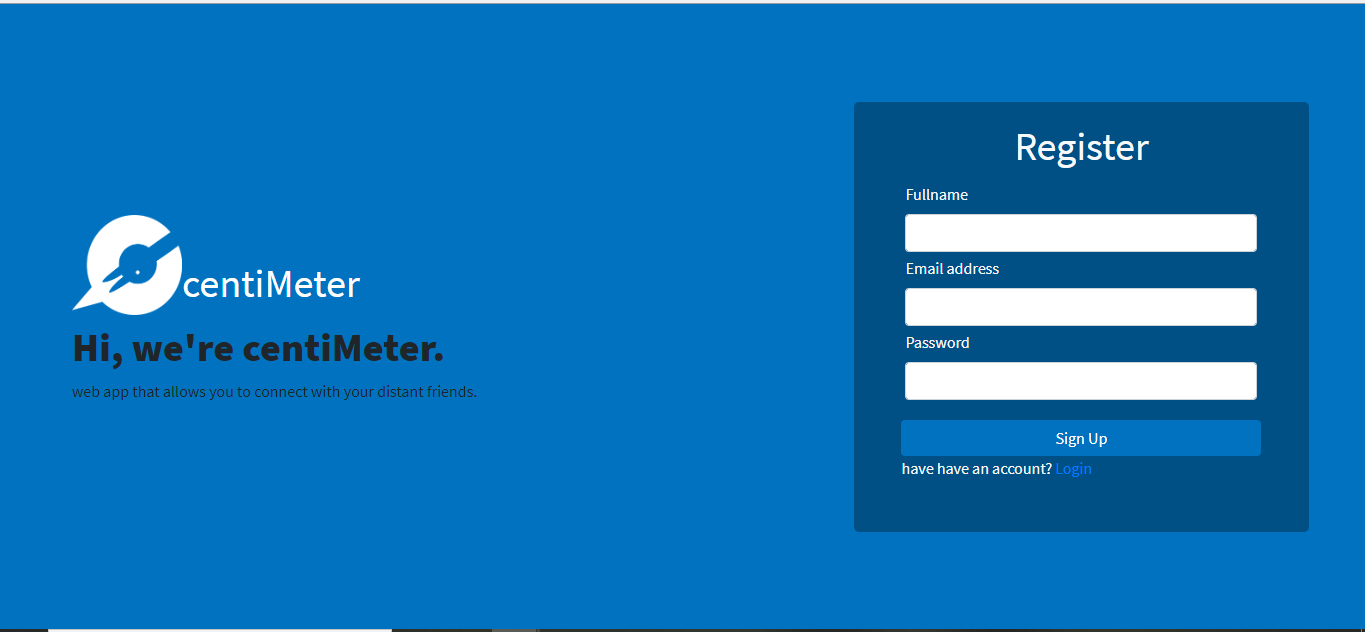 centiMeter
Hi, we're centiMeter.
web app that allows you to connect with your distant friends.
Register
Fullname
Email address
Password
Sign Up
have have an account? Login